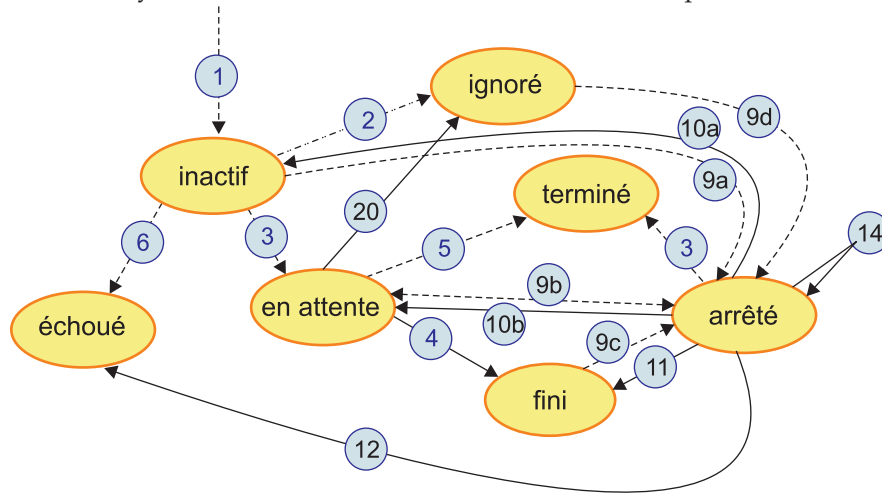 1
ignoré
2
9d
10a
inactif
9a
terminé
20
14
6
3
5
3
9b
en attente
arrêté
10b
échoué
4
9c
11
fini
12